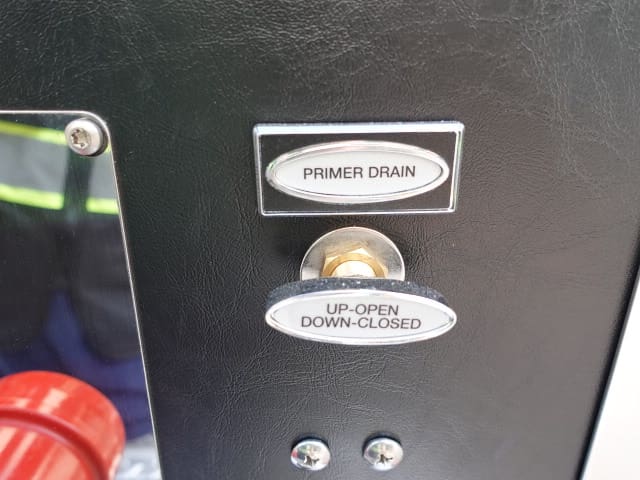 PRIMER DRAIN
UP-OPEN
DOWN-CLOSED